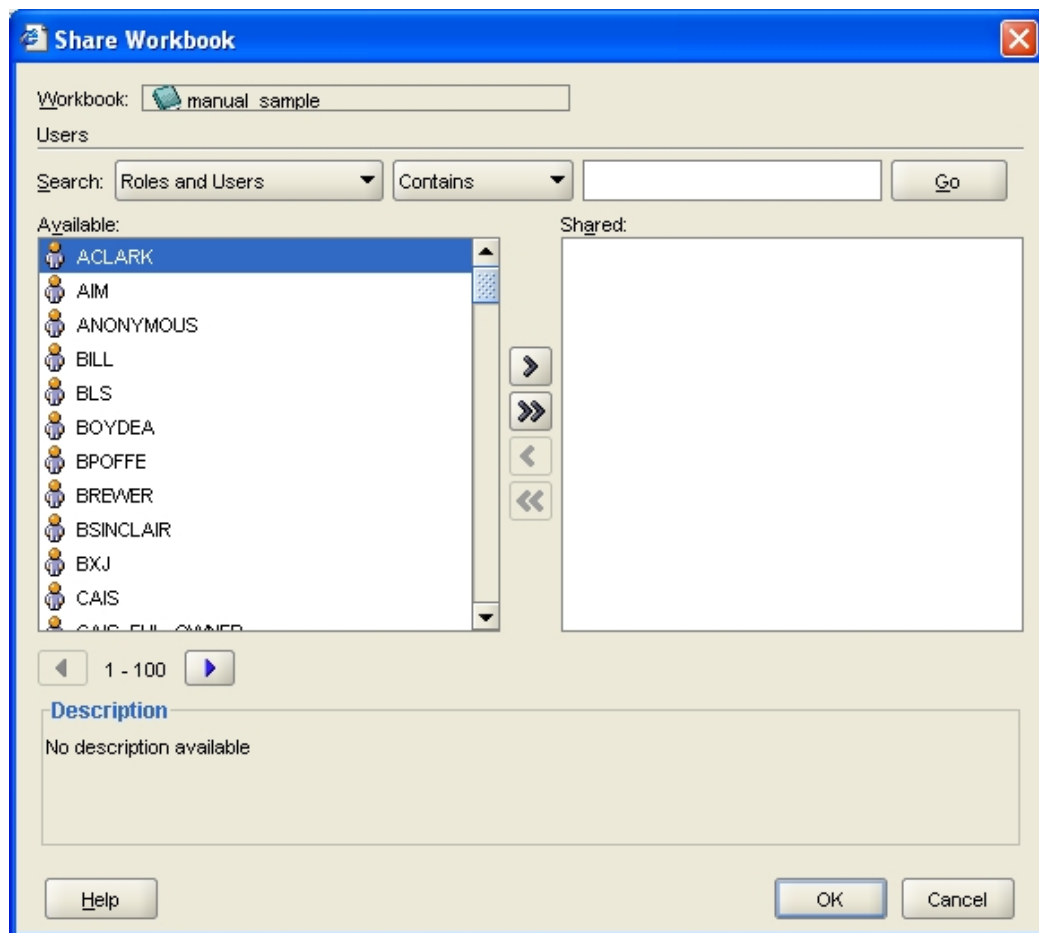 Share Workbook
Workbook: manual_sample
Users
Search: Roles and Users Contains Go
Available: Shared:
ACLARK
AIM
ANONYMOUS
BILL
BLS
BOYDEA
BPOFFE
BREWER
BSINCLAIR
BXJ
CAIS
1 - 100
Description
No description available
Help OK Cancel